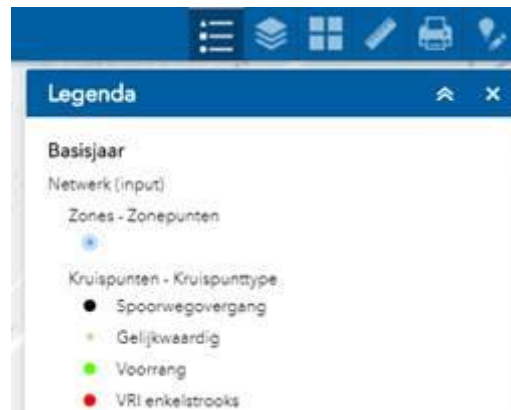 Legenda
Basisjaar
Netwerk (input)
Zones - Zonepunten
Kruispunten - Kruispunttype
Spoorwegovergang
Gelijkwaardig
Voorrang
VRI enkelstrooks